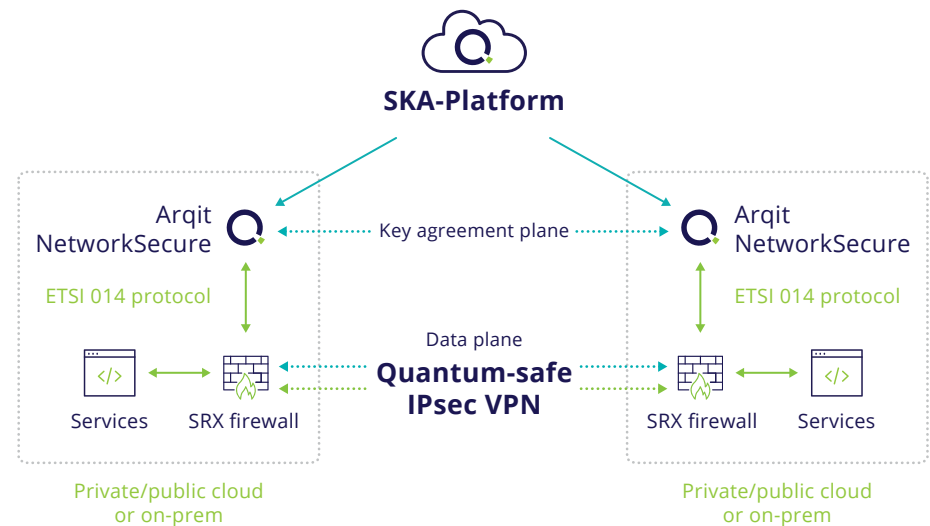 SKA-Platform
Arqit
NetworkSecure
Key agreement plane
Arqit
NetworkSecure
ETSI 014 protocol
ETSI 014 protocol
Data plane
Quantum-safe
IPsec VPN
</>
Services
SRX firewall
SRX firewall
</>
Services
Private/public cloud
or on-prem
Private/public cloud
or on-prem